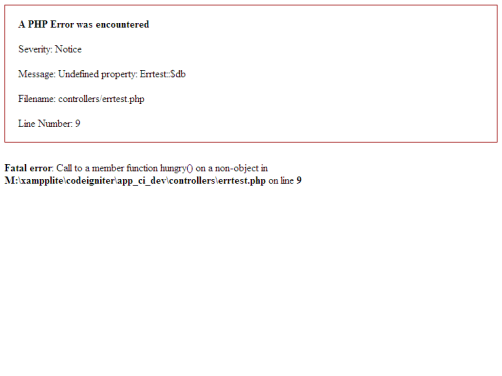 A PHP Error was encountered
Severity: Notice
Message: Undefined property: Errtest::$db
Filename: controllers/errtest.php
Line Number: 9
Fatal error: Call to a member function hungry() on a non-object in
M:\xampplite\codeigniter\app_ci_dev\controllers\errtest.php on line 9